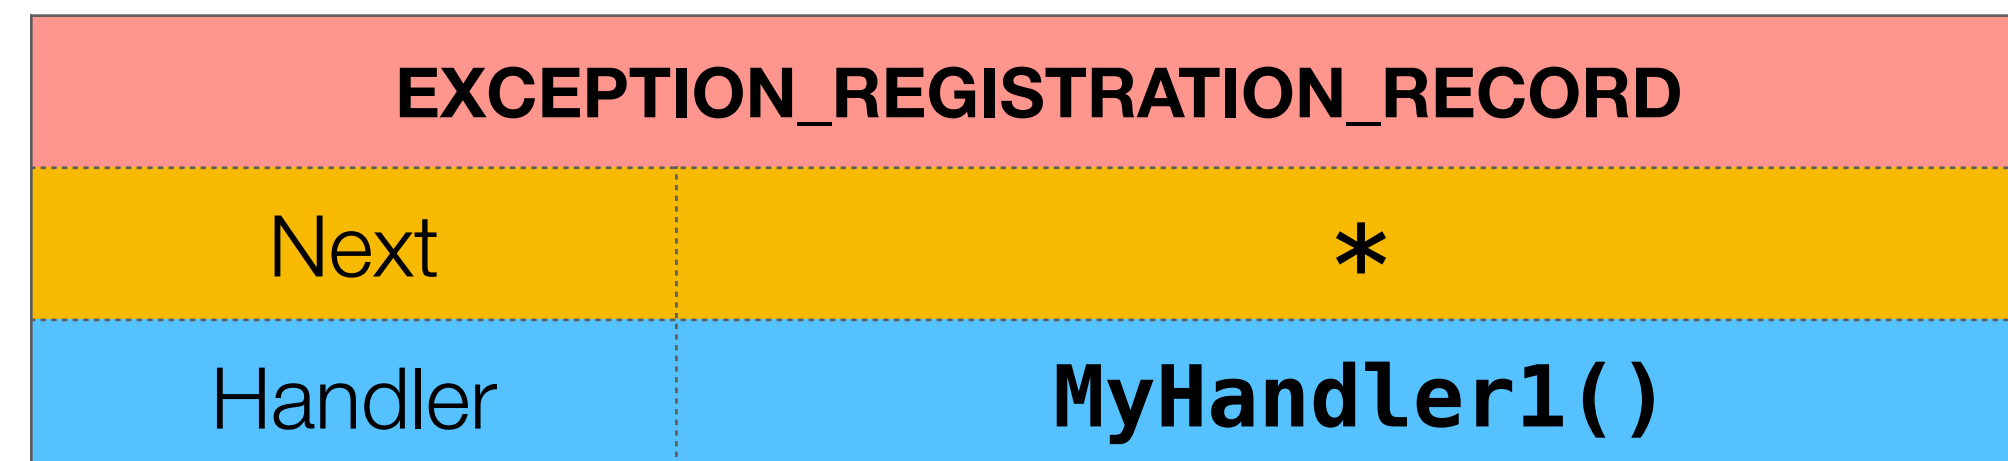 EXCEPTION_REGISTRATION_RECORD
Next *
Handler MyHandler1()